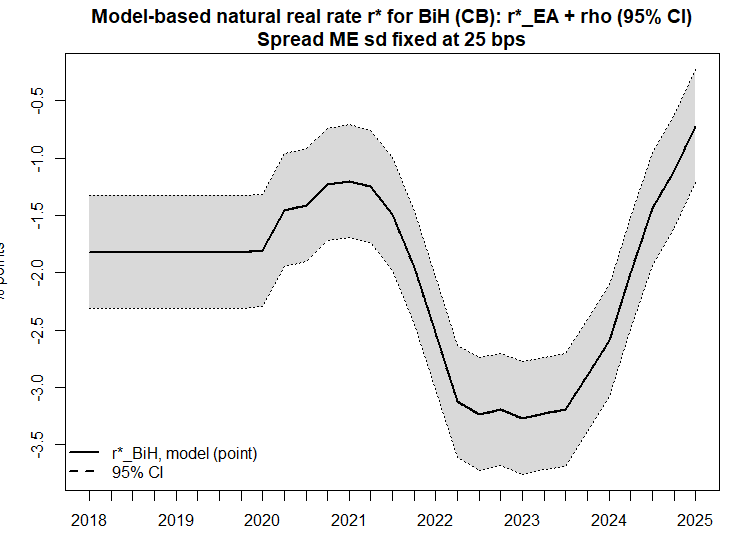 Model-based natural real rate r* for BiH (CB): r*_EA + rho (95% CI)
Spread ME sd fixed at 25 bps
% points
-0.5
-1.0
-1.5
-2.0
-2.5
-3.0
-3.5
r*_BiH, model (point)
95% CI
2018 2019 2020 2021 2022 2023 2024 2025